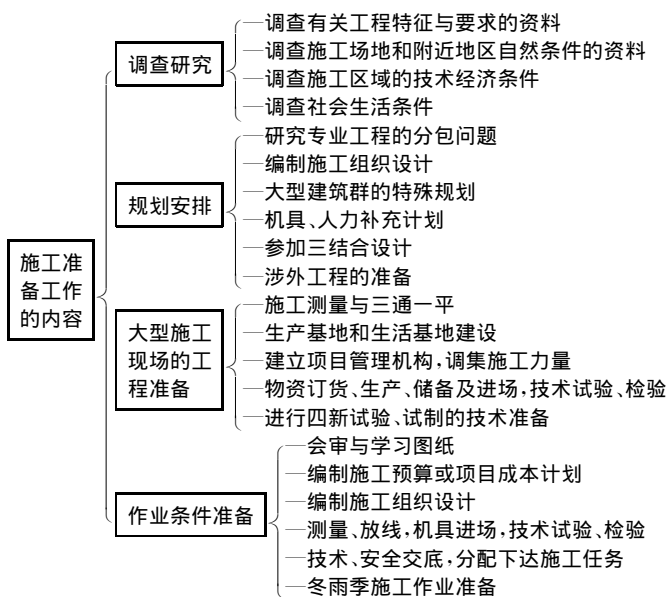 调查研究
调查有关工程特征与要求的资料
调查施工场地和附近地区自然条件的资料
调查施工区域的技术经济条件
调查社会生活条件
规划安排
研究专业工程的分包问题
编制施工组织设计
大型建筑群的特殊规划
机具、人力补充计划
参加三结合设计
涉外工程的准备
施工准
备工作
的内容
大型施工
现场的工
程准备
施工测量与三通一平
生产基地和生活基地建设
建立项目管理机构,调集施工力量
物资订货、生产、储备及进场,技术试验、检验
进行四新试验、试制的技术准备
作业条件准备
会审与学习图纸
编制施工预算或项目成本计划
编制施工组织设计
测量、放线,机具进场,技术试验、检验
技术、安全交底,分配下达施工任务
冬雨季施工作业准备